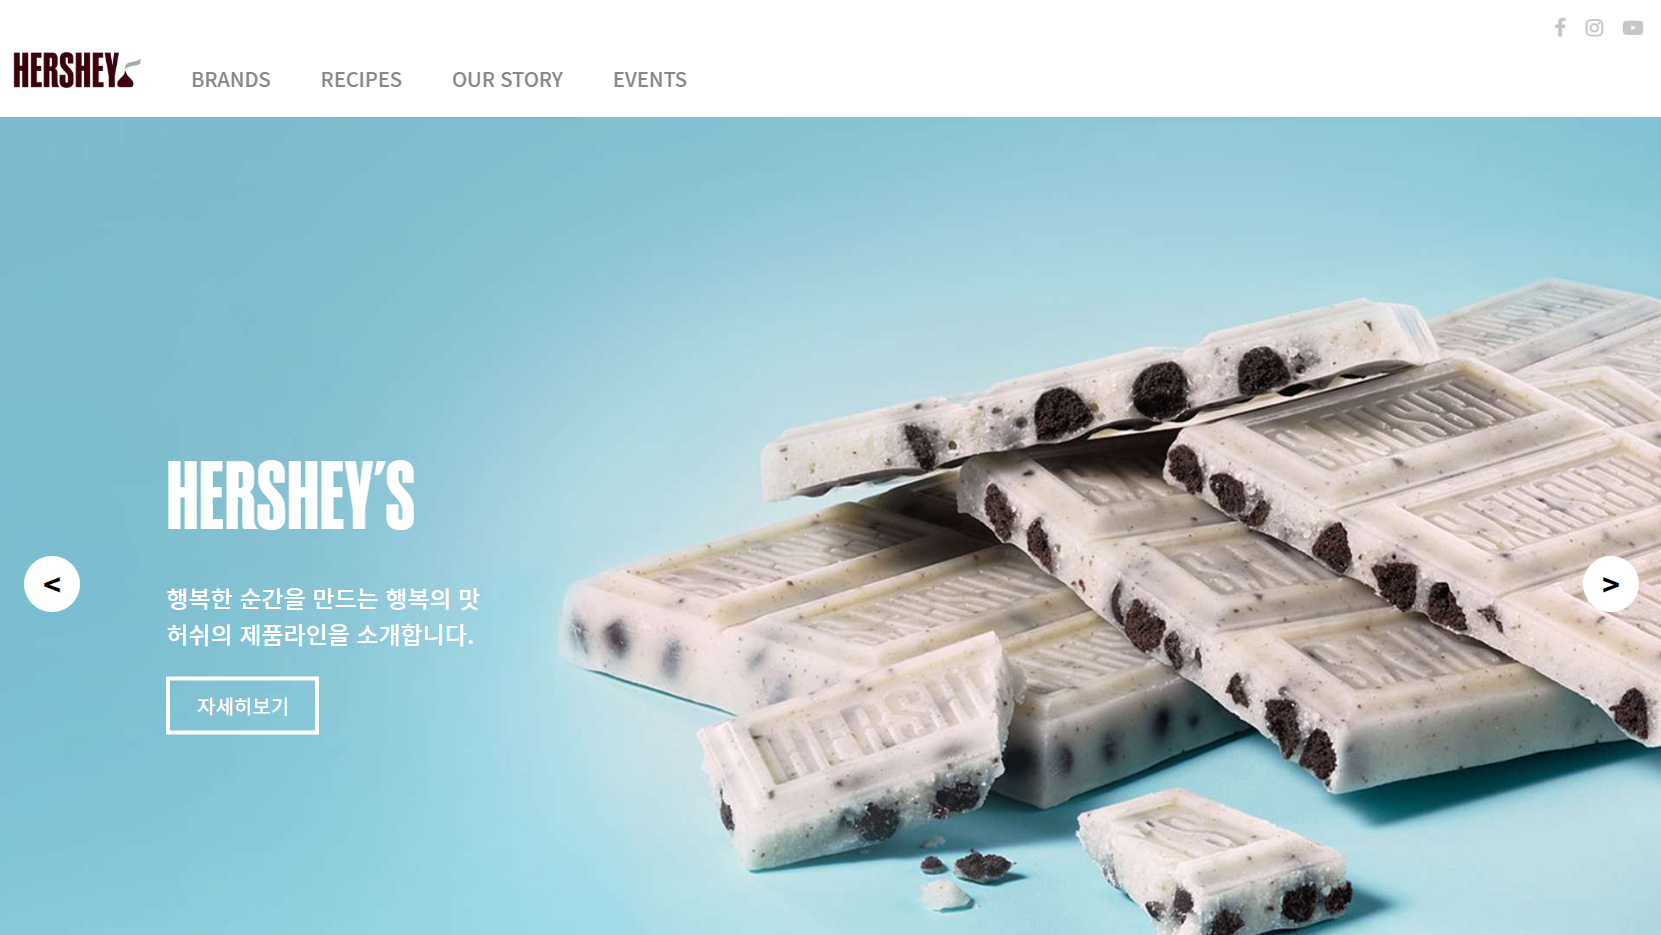 HERSHEY
BRANDS RECIPES OUR STORY EVENTS
HERSHEY'S
행복한 순간을 만드는 행복의 맛
허쉬의 제품라인을 소개합니다.
자세히보기
<
>
HERSHE